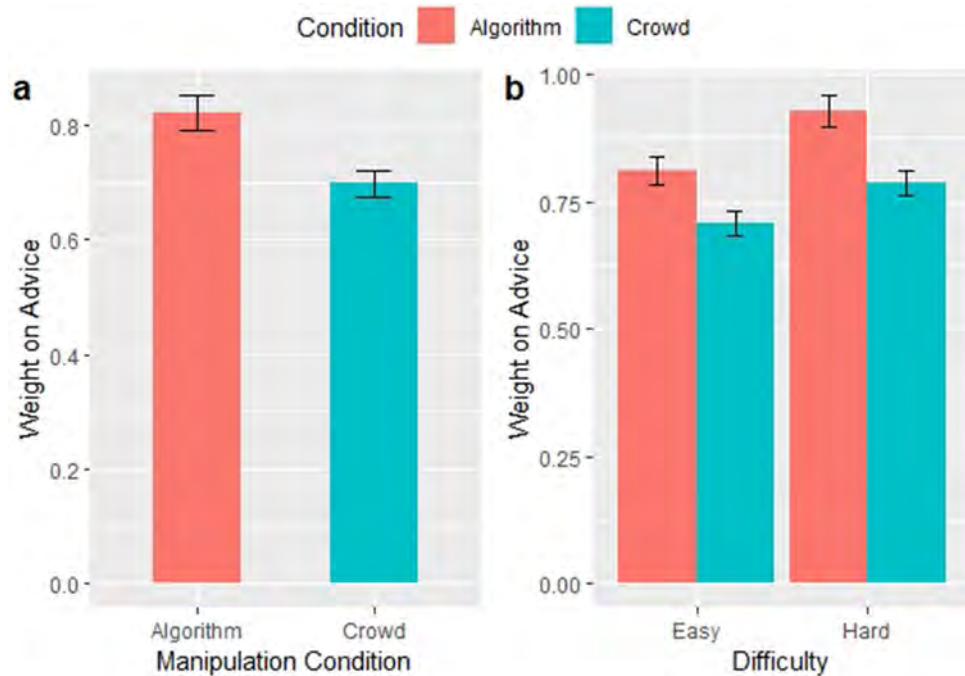 Condition Algorithm Crowd
a
Weight on Advice
0.8
0.6
0.4
0.2
0.0
Algorithm Crowd
Manipulation Condition
b
Weight on Advice
1.00
0.75
0.50
0.25
0.00
Easy Hard
Difficulty